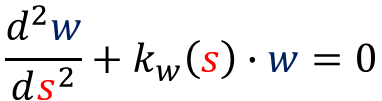 d²w/ds² + k_w(s) · w = 0